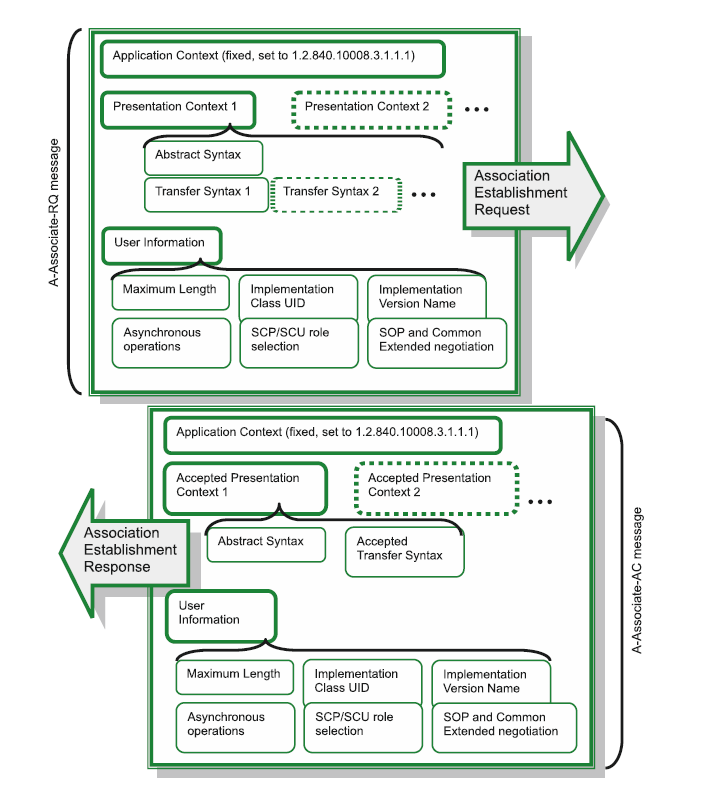 A-Associate-RQ message
Application Context (fixed, set to 1.2.840.10008.3.1.1.1)
Presentation Context 1
Presentation Context 2
...
Abstract Syntax
Transfer Syntax 1
Transfer Syntax 2
...
User Information
Maximum Length
Implementation
Class UID
Implementation
Version Name
Asynchronous
operations
SCP/SCU role
selection
SOP and Common
Extended negotiation
Association
Establishment
Request
Application Context (fixed, set to 1.2.840.10008.3.1.1.1)
Accepted Presentation
Context 1
Accepted Presentation
Context 2
...
Abstract Syntax
Accepted
Transfer Syntax
User
Information
Maximum Length
Implementation
Class UID
Implementation
Version Name
Asynchronous
operations
SCP/SCU role
selection
SOP and Common
Extended negotiation
Association
Establishment
Response
A-Associate-AC message